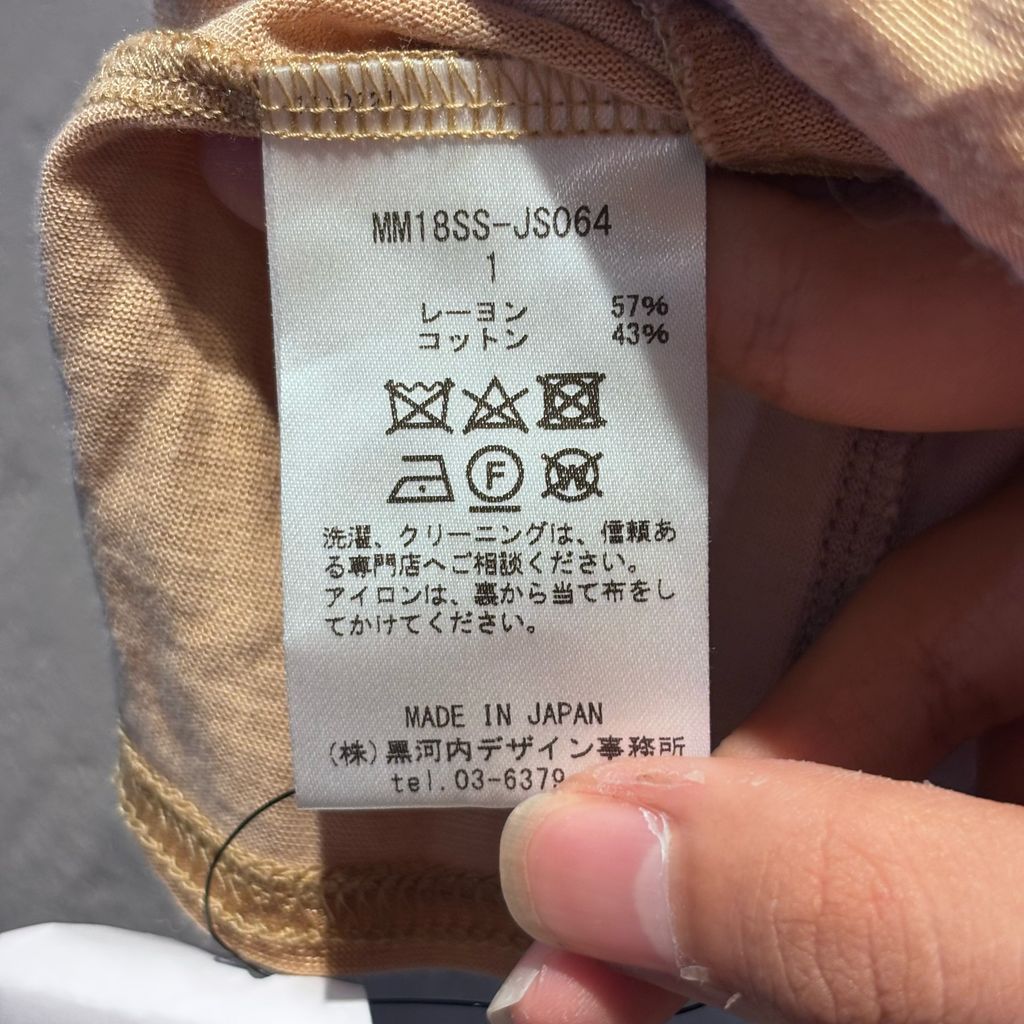 MM18SS-JS064
1
レーヨン 57%
コットン 43%
F W
洗濯、クリーニングは、信頼あ
る専門店へご相談ください。
アイロンは、裏から当て布をし
てかけてください。
MADE IN JAPAN
(株)黒河内デザイン事務所
tel.03-6379